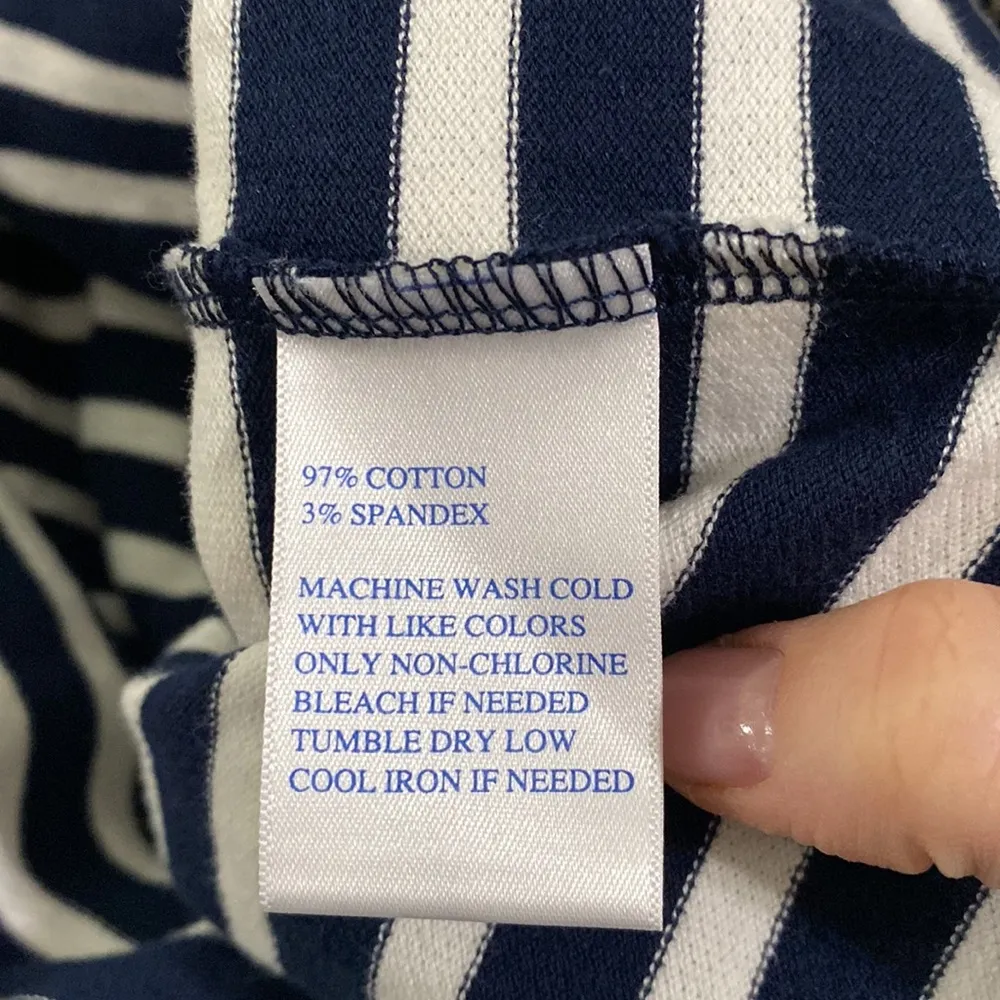 97% COTTON
3% SPANDEX
MACHINE WASH COLD
WITH LIKE COLORS
ONLY NON-CHLORINE
BLEACH IF NEEDED
TUMBLE DRY LOW
COOL IRON IF NEEDED